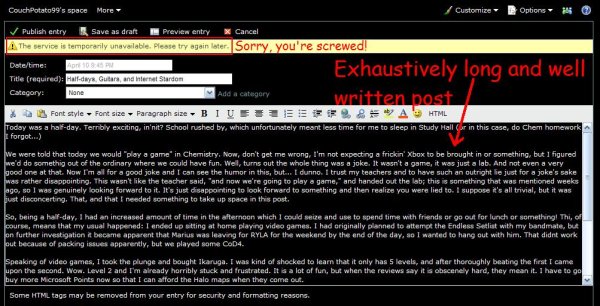 CouchPotato99's space More
Customize Options
Publish entry Save as draft Preview entry Cancel
The service is temporarily unavailable. Please try again later.
Sorry, you're screwed!
Date/time: April 10 9:45 PM
Exhaustively long and well
written post
Title (required): Half-days, Guitars, and Internet Stardom
Category: None Add a category
Font style Font size Paragraph size B I U HTML
Today was a half-day. Terribly exciting, in'nit? School rushed by, which unfortunately meant less time for me to sleep in Study Hall (or in this case, do Chem homework
I forgot...)
We were told that today we would "play a game" in Chemistry. Now, don't get me wrong, I'm not expecting a frickin' Xbox to be brought in or something, but I figured
we'd do something out of the ordinary where we could have fun. Well, turns out the whole thing was a joke. It wasn't a game, it was just a lab. And not even a very
good one at that. Now I'm all for a good joke and I can see the humor in this, but... I dunno. I trust my teachers and to have such an outright lie just for a joke's sake
was rather disappointing. This wasn't like the teacher said, "and now we're going to play a game," and handed out the lab; this is something that was mentioned weeks
ago, so I was genuinely looking forward to it. It's just disappointing to look forward to something and then realize you were lied to. I suppose it's all trivial, but it was
just disconcerting. That, and that I needed something to take up space in this post.
So, being a half-day, I had an increased amount of time in the afternoon which I could seize and use to spend time with friends or go out for lunch or something! Thi, of
course, means that my usual happened: I ended up sitting at home playing video games. I had originally planned to attempt the Endless Setlist with my bandmate, but
on further investigation it became apparent that Marius was leaving for RYLA for the weekend by the end of the day, so I wanted to hang out with him. That didnt work
out because of packing issues apparently, but we played some CoD4.
Speaking of video games, I took the plunge and bought Ikaruga. I was kind of shocked to learn that it only has 5 levels, and after thoroughly beating the first I came
upon the second. Wow. Level 2 and I'm already horribly stuck and frustrated. It is a lot of fun, but when the reviews say it is obscenely hard, they mean it. I have to go
buy more Microsoft Points now so that I can afford the Halo maps when they come out.
Some HTML tags may be removed from your entry for security and formatting reasons.